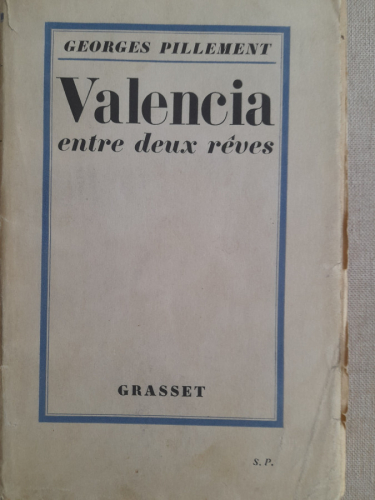 GEORGES PILLEMENT
Valencia
entre deux rêves
GRASSET
S. P.